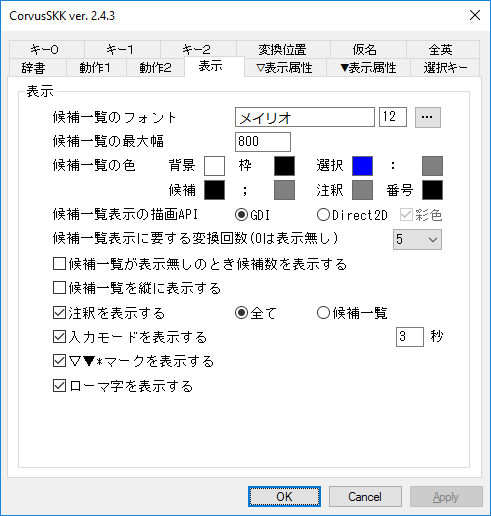 CorvusSKK ver. 2.4.3
キー0 キー1 キー2 変換位置 仮名 全英
辞書 動作1 動作2 表示 ▽表示属性 ▼表示属性 選択キー
表示
候補一覧のフォント メイリオ 12 ...
候補一覧の最大幅 800
候補一覧の色 背景 枠 選択 :
候補 ; 注釈 番号
候補一覧表示の描画API GDI Direct2D 彩色
候補一覧表示に要する変換回数(0は表示無し) 5
候補一覧が表示無しのとき候補数を表示する
候補一覧を縦に表示する
注釈を表示する 全て 候補一覧
入力モードを表示する 3 秒
▽▼*マークを表示する
ローマ字を表示する
OK Cancel Apply